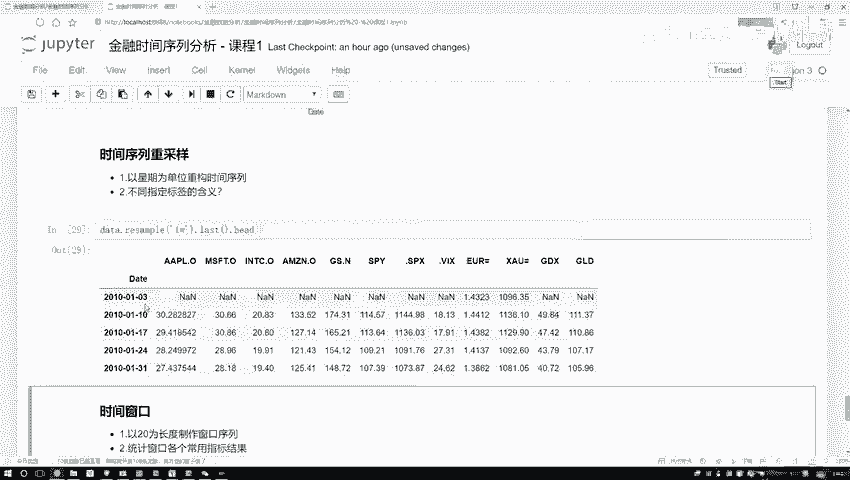 jupyter 金融时间序列分析 - 课程1 Last Checkpoint: an hour ago (unsaved changes)
Logout
File Edit View Insert Cell Kernel Widgets Help
Trusted
Start
Markdown
Date
时间序列重采样
1.以星期为单位重构时间序列
2.不同指定标签的含义?
In [29]:
Out[29]:
AAPL.O MSFT.O INTC.O AMZN.O GS.N SPY .SPX .VIX EUR= XAU= GDX GLD
Date
2010-01-03 NaN NaN NaN NaN NaN NaN NaN NaN 1.4323 1096.35 NaN NaN
2010-01-10 30.282827 30.66 20.83 133.52 174.31 114.57 1144.98 18.13 1.4412 1138.10 49.84 111.37
2010-01-17 29.418542 30.86 20.80 127.14 165.21 113.64 1136.03 17.91 1.4382 1129.90 47.42 110.86
2010-01-24 28.249972 28.96 19.91 121.43 154.12 109.21 1091.76 27.31 1.4137 1092.60 43.79 107.17
2010-01-31 27.437544 28.18 19.40 125.41 148.72 107.39 1073.87 24.62 1.3862 1081.05 40.72 105.96
时间窗口
1.以20为长度制作窗口序列
2.统计窗口各个常用指标结果